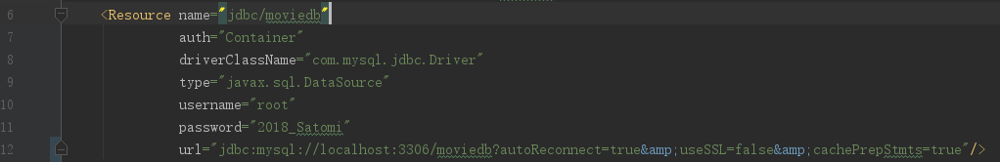 6 <Resource name="jdbc/moviedb"
7 auth="Container"
8 driverClassName="com.mysql.jdbc.Driver"
9 type="javax.sql.DataSource"
10 username="root"
11 password="2018_Satomi"
12 url="jdbc:mysql://localhost:3306/moviedb?autoReconnect=true&amp;useSSL=false&amp;cachePrepStmts=true"/>